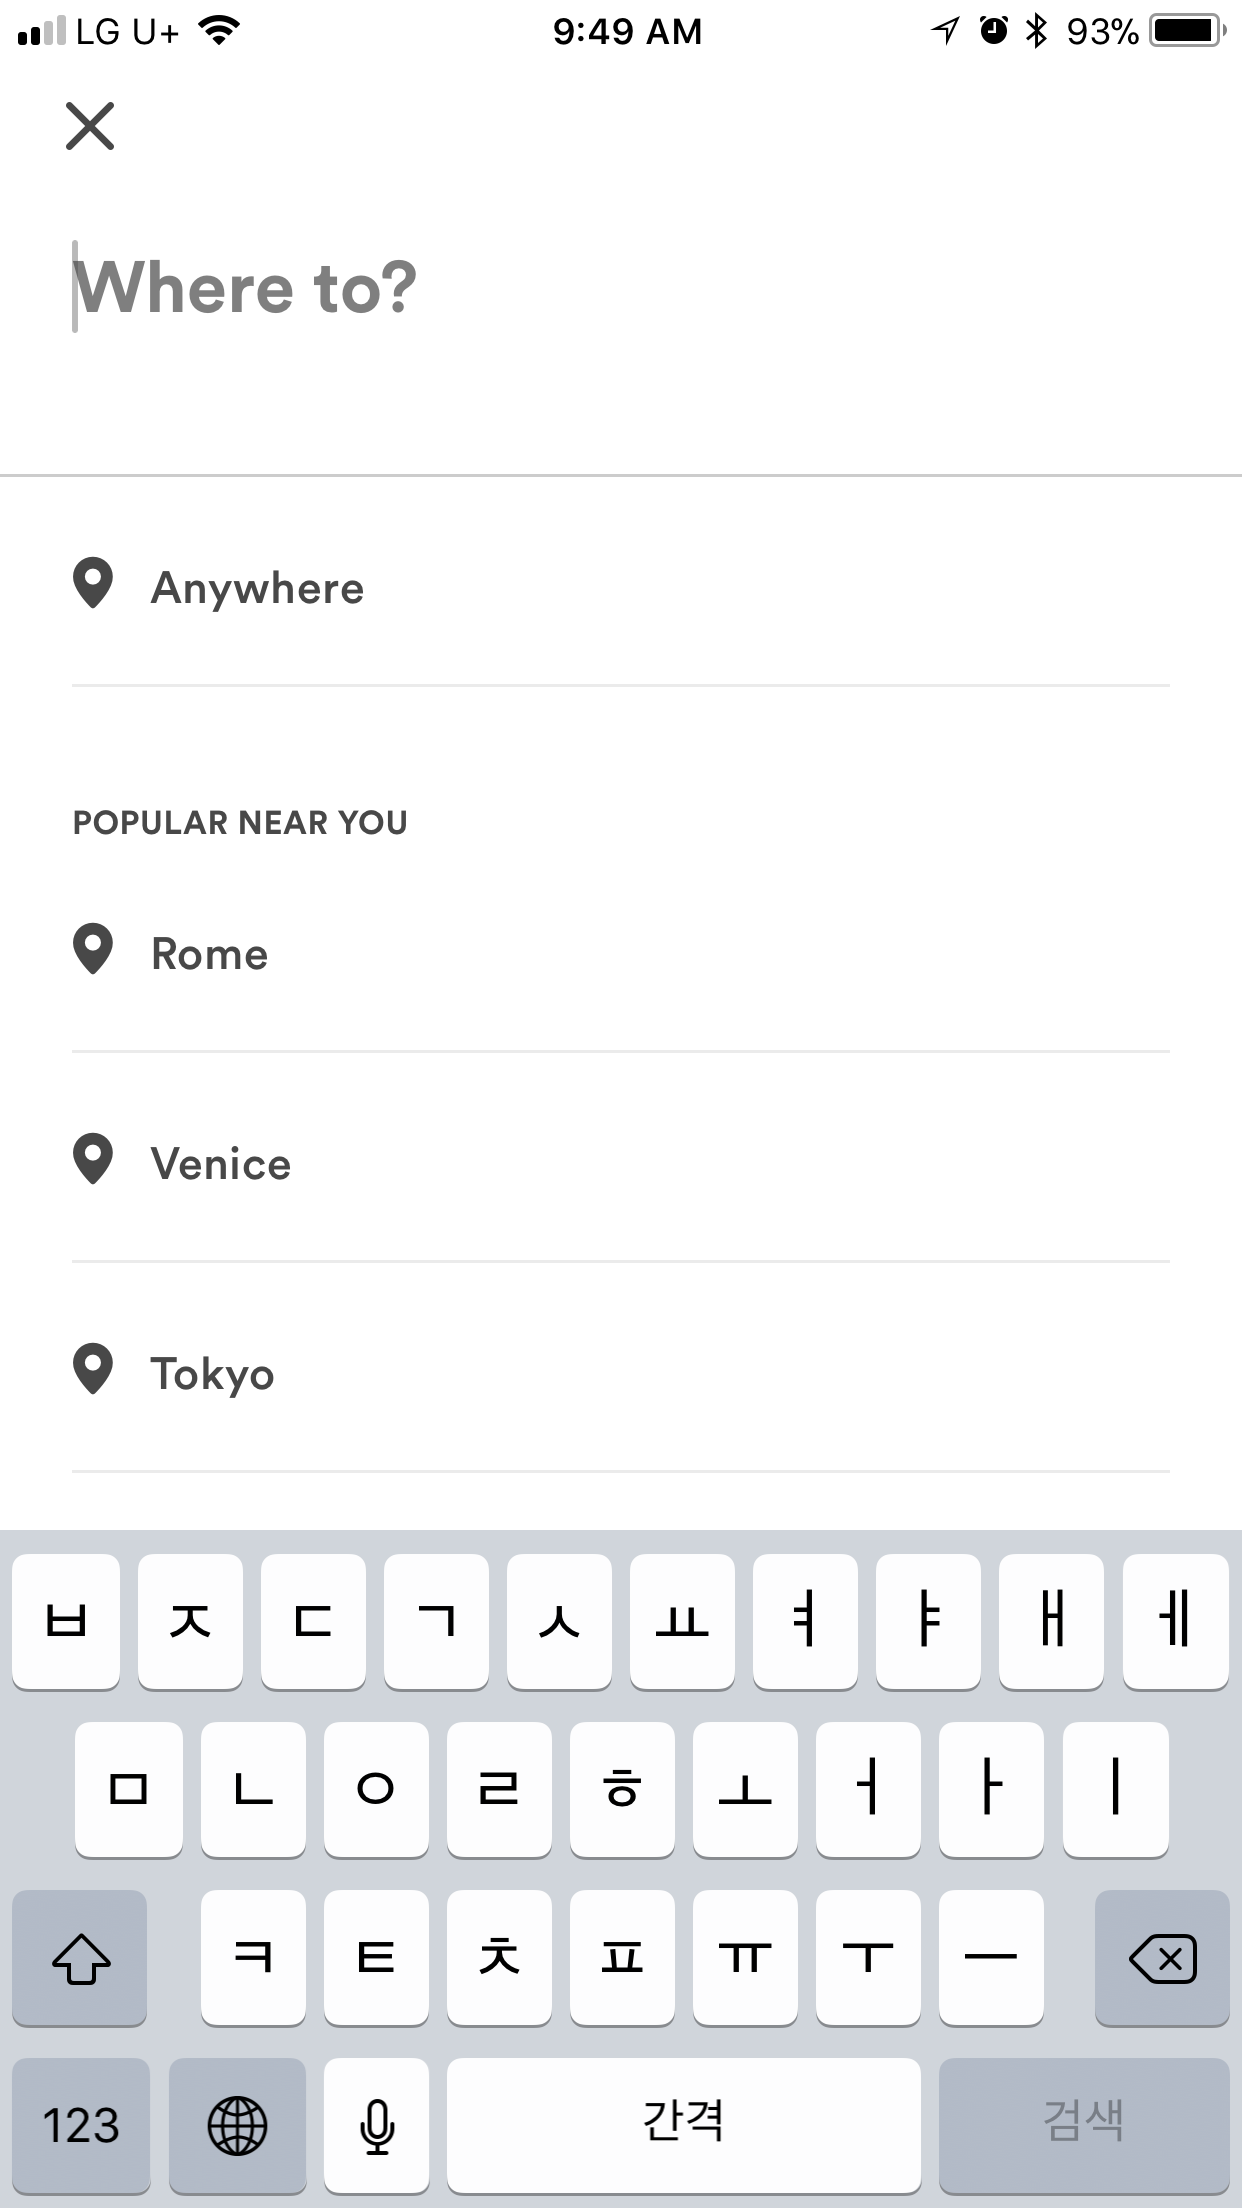 LG U+ 9:49 AM 93%
Where to?
Anywhere
POPULAR NEAR YOU
Rome
Venice
Tokyo
ㅂ ㅈ ㄷ ㄱ ㅅ ㅛ ㅕ ㅑ ㅐ ㅔ
ㅁ ㄴ ㅇ ㄹ ㅎ ㅗ ㅓ ㅏ ㅣ
ㅋ ㅌ ㅊ ㅍ ㅠ ㅜ ㅡ
123 간격 검색